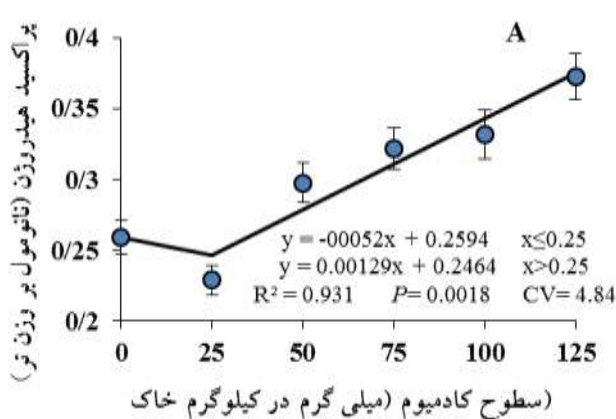 A
پراکسید هیدروژن (نانومول بر وزن تر)
0/4
0/35
0/3
0/25
0/2
y = -00052x + 0.2594 x≤0.25
y = 0.00129x + 0.2464 x>0.25
R² = 0.931 P= 0.0018 CV= 4.84
0 25 50 75 100 125
سطوح کادمیوم (میلی گرم در کیلوگرم خاک)